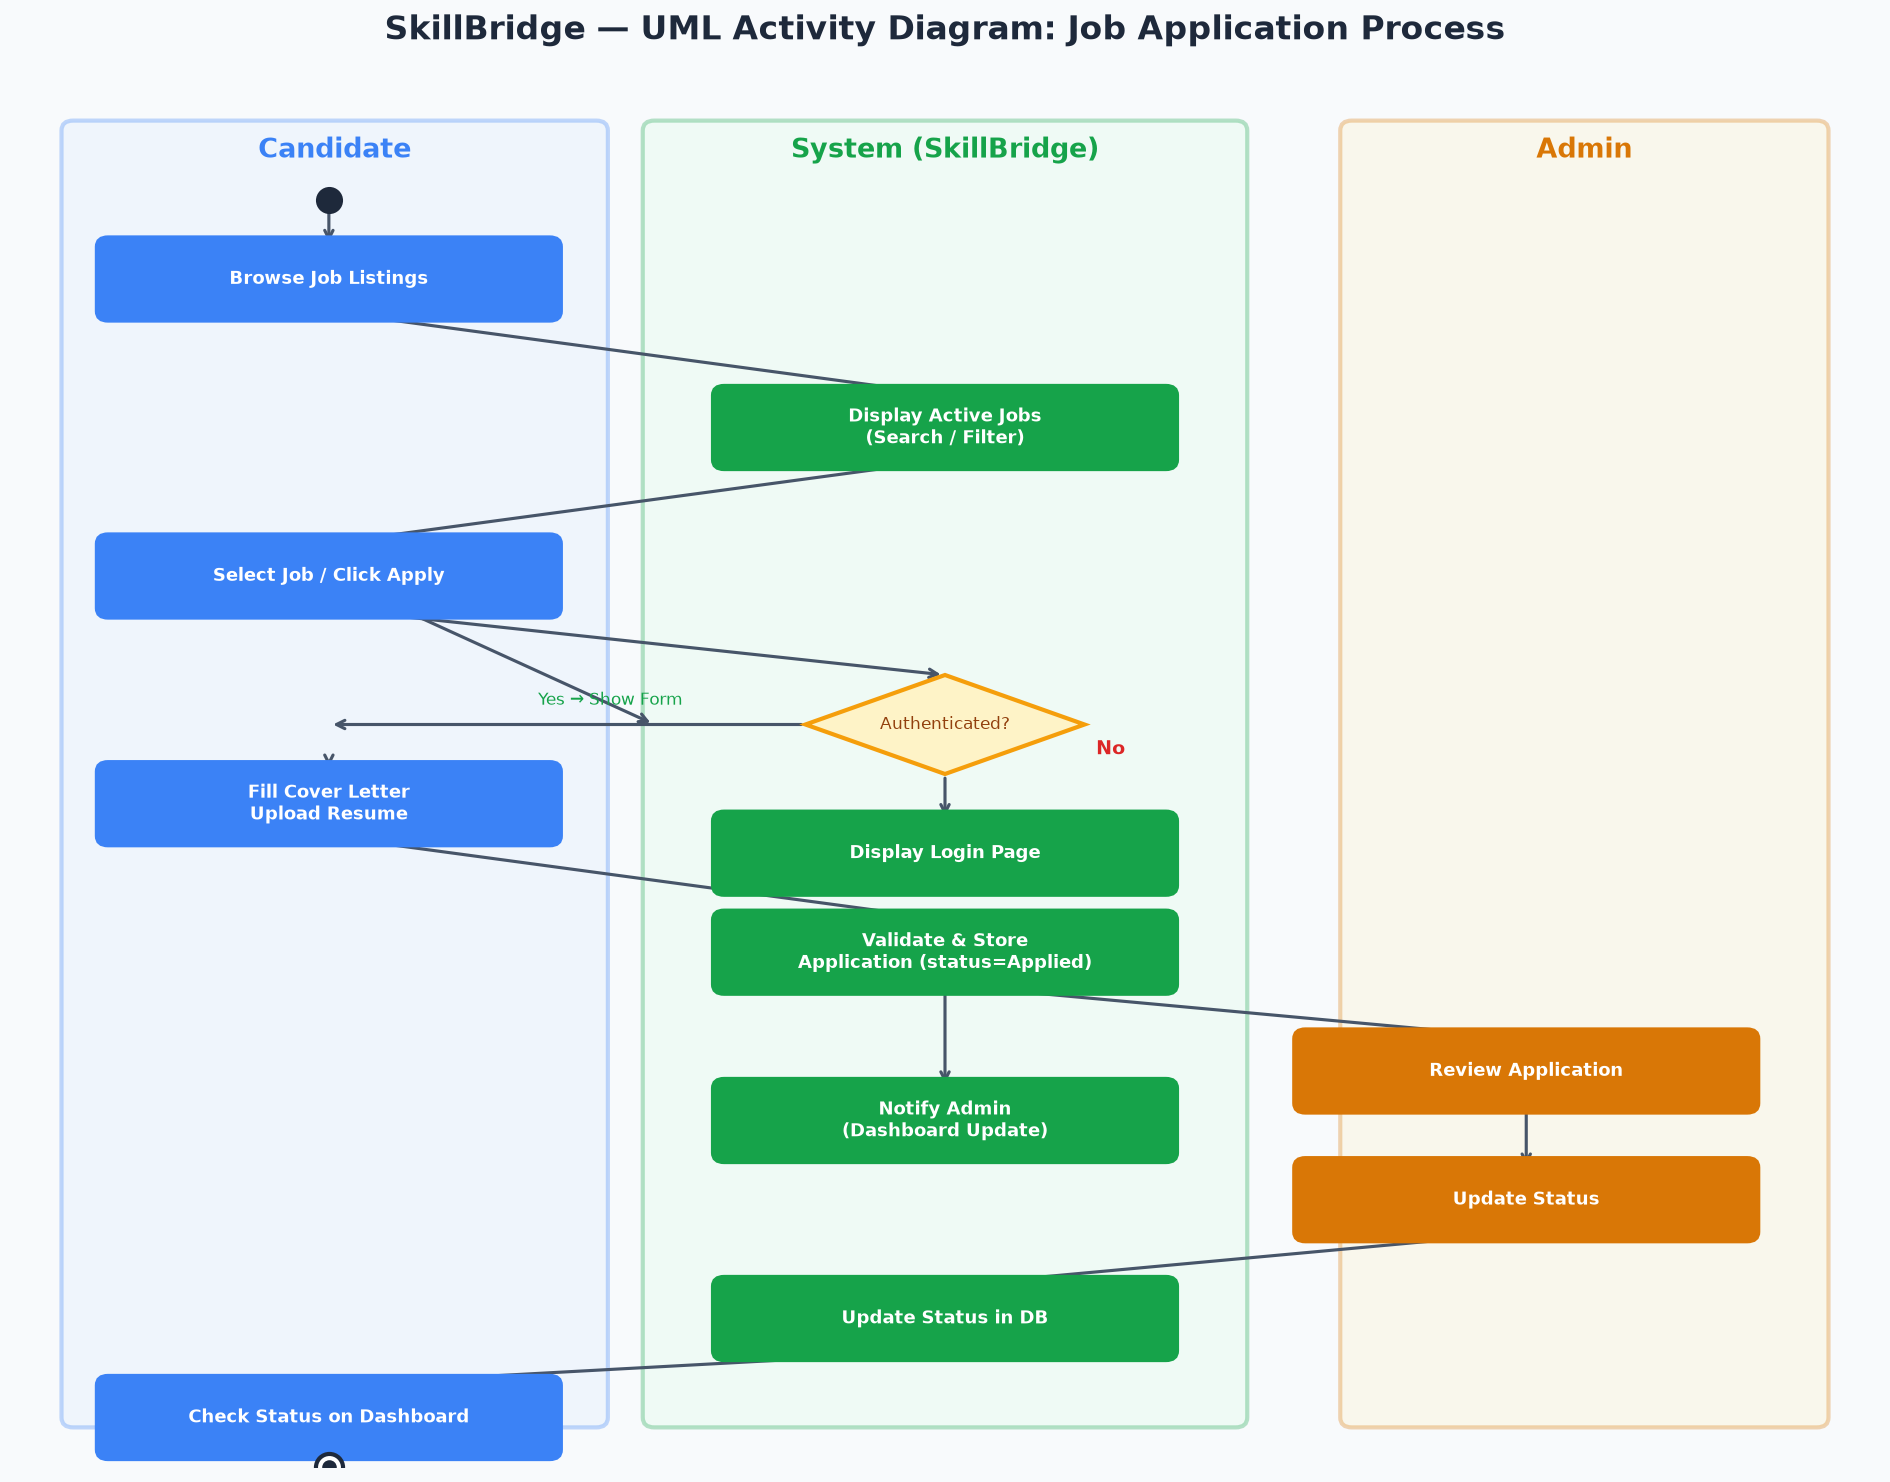 SkillBridge — UML Activity Diagram: Job Application Process
Candidate
System (SkillBridge)
Admin
Browse Job Listings
Display Active Jobs
(Search / Filter)
Select Job / Click Apply
Yes → Show Form
Authenticated?
No
Fill Cover Letter
Upload Resume
Display Login Page
Validate & Store
Application (status=Applied)
Review Application
Notify Admin
(Dashboard Update)
Update Status
Update Status in DB
Check Status on Dashboard